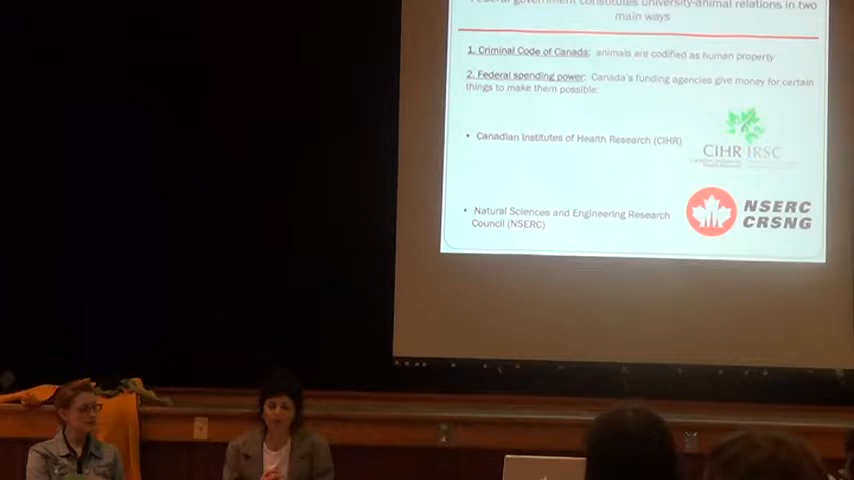 Federal government constitutes university-animal relations in two
main ways
1. Criminal Code of Canada: animals are codified as human property
2. Federal spending power: Canada's funding agencies give money for certain
things to make them possible:
• Canadian Institutes of Health Research (CIHR)
CIHR IRSC
• Natural Sciences and Engineering Research
Council (NSERC)
NSERC
CRSNG